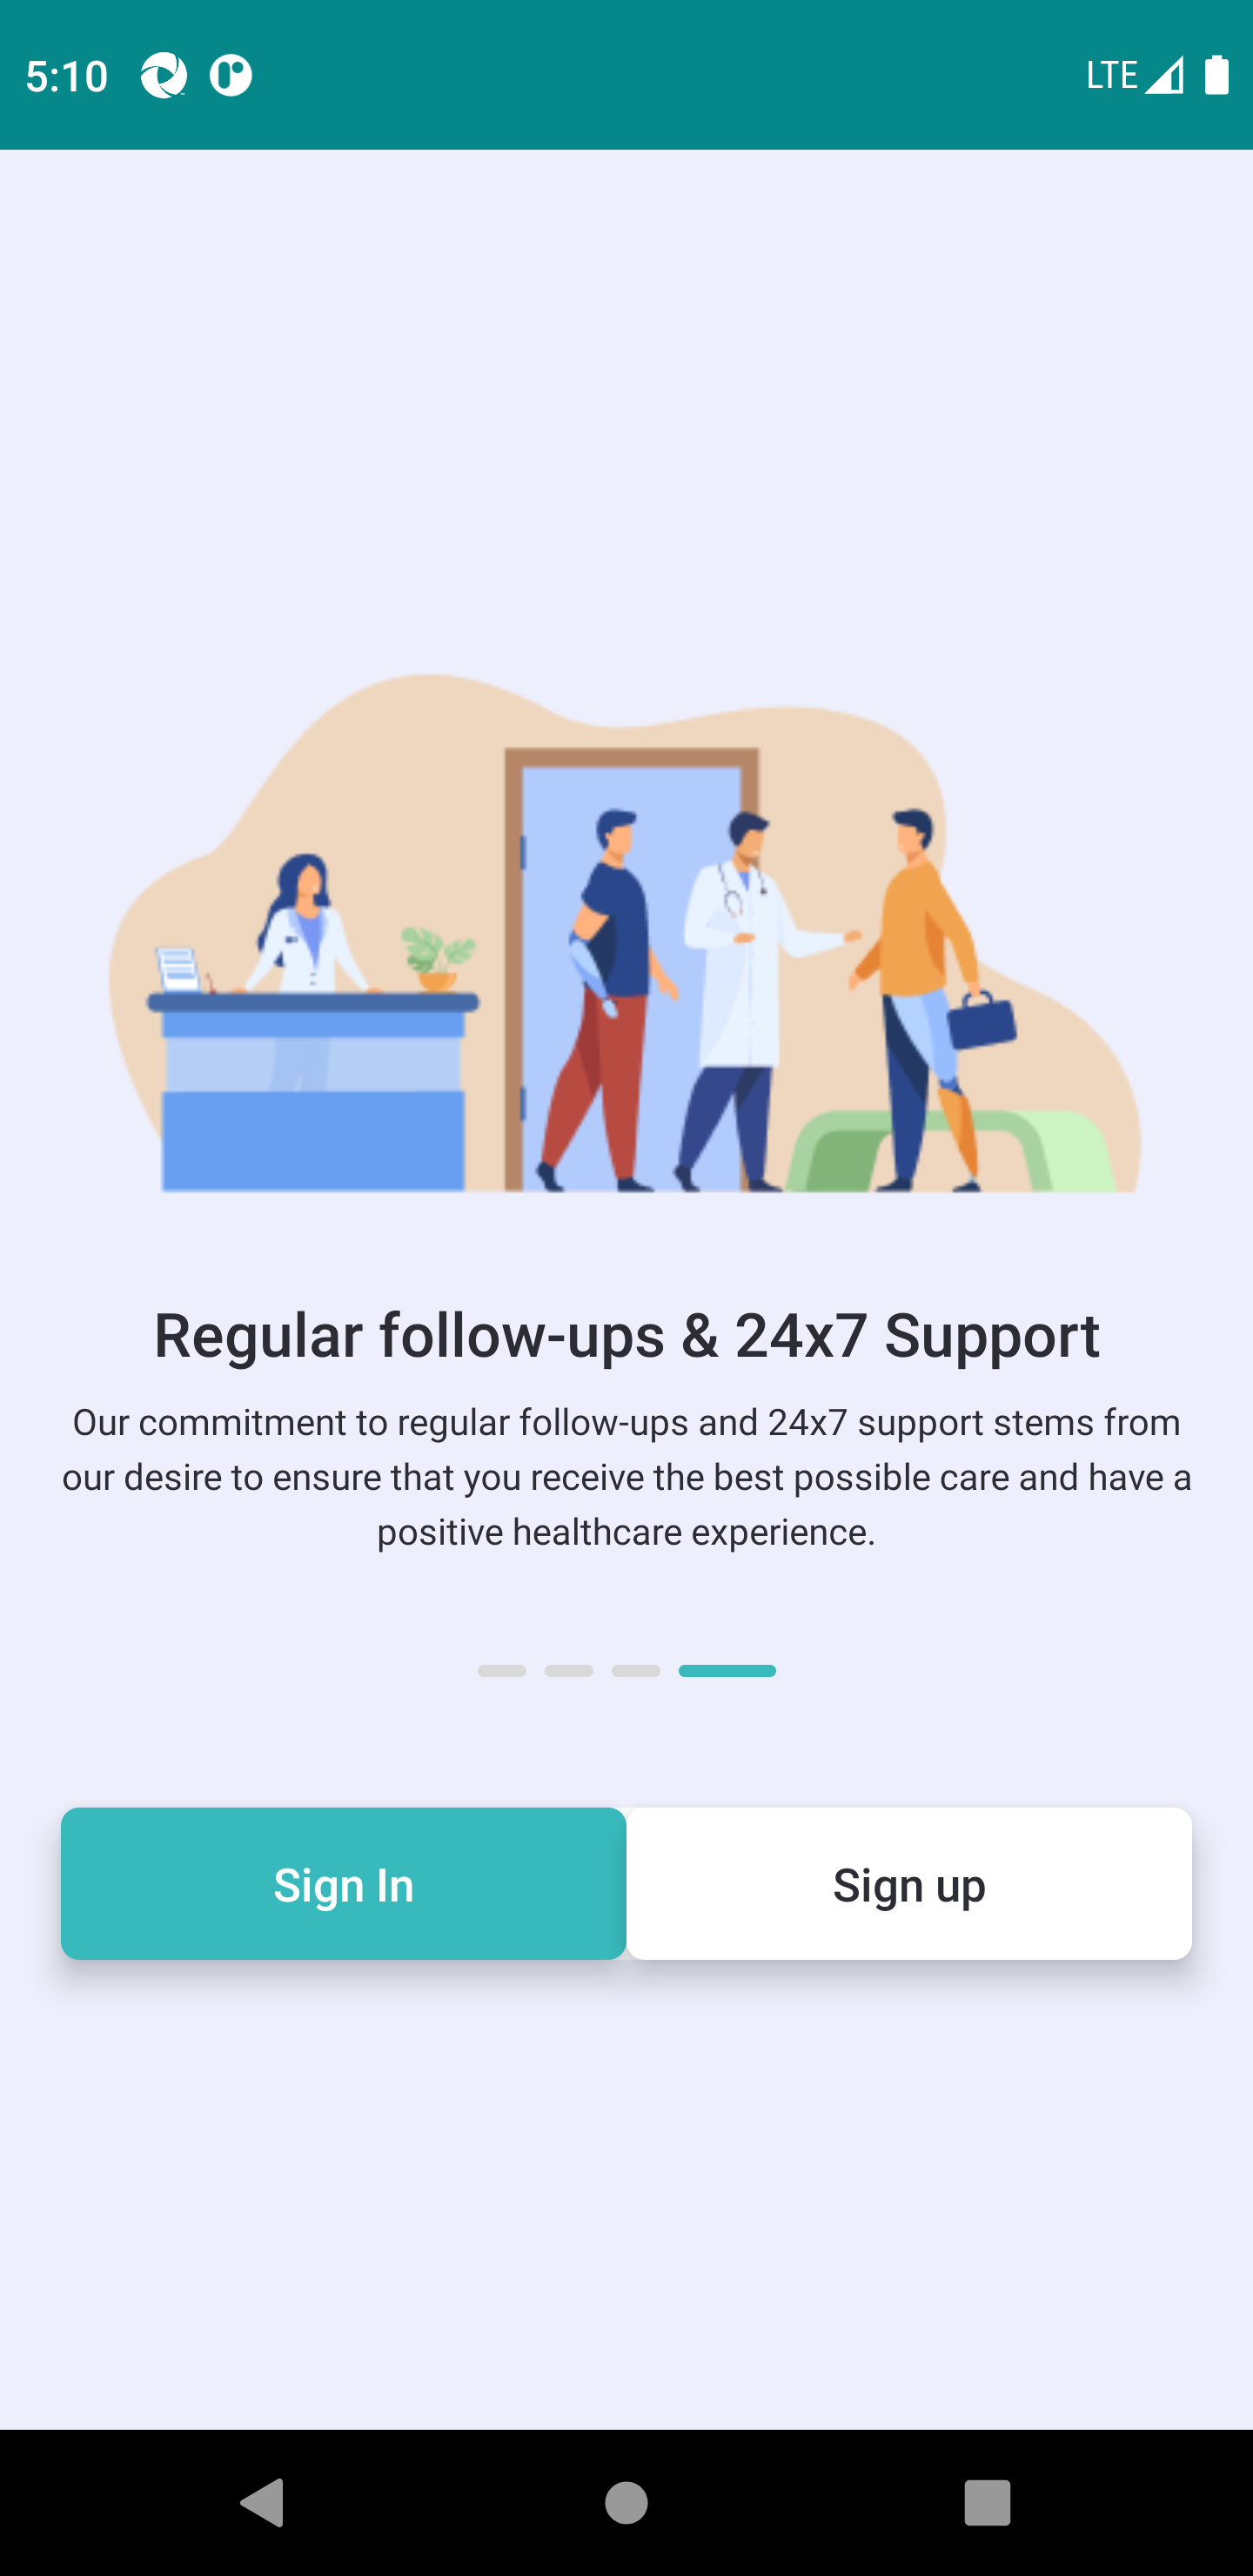 5:10
LTE
Regular follow-ups & 24x7 Support
Our commitment to regular follow-ups and 24x7 support stems from
our desire to ensure that you receive the best possible care and have a
positive healthcare experience.
Sign In
Sign up